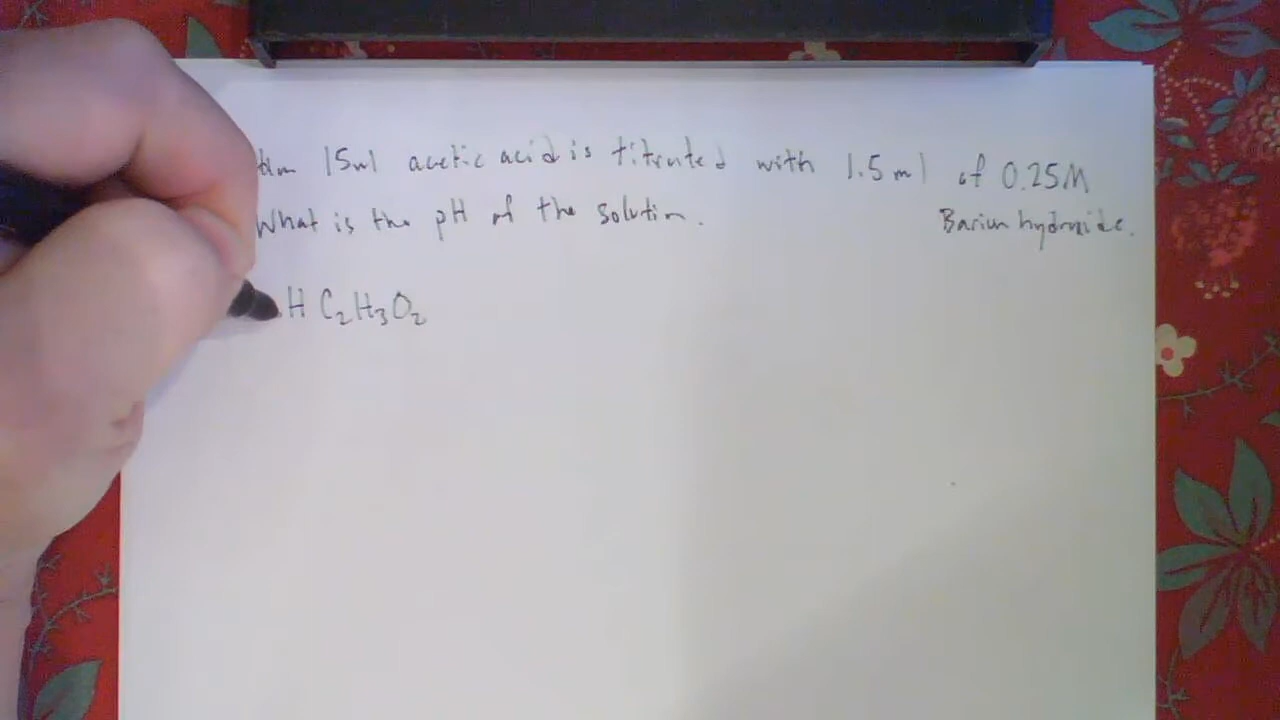 15ml acetic acid is titrated with 1.5ml of 0.25M
Barium hydroxide.
What is the pH of the solution.
H C₂H₃O₂